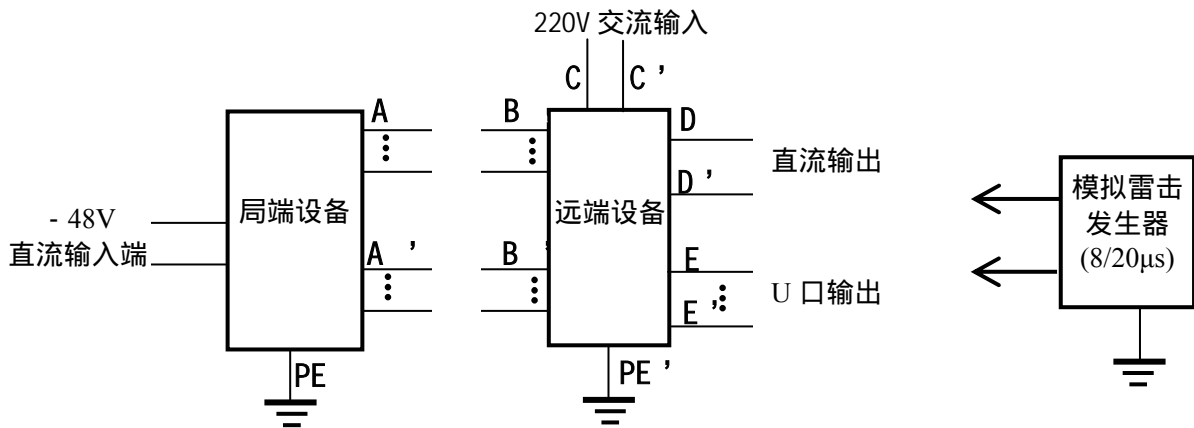 220V 交流输入
C
C '
A
B
D
直流输出
D '
- 48V
直流输入端
局端设备
远端设备
模拟雷击
发生器
(8/20μs)
A '
B '
E
U 口输出
E '
PE
PE '